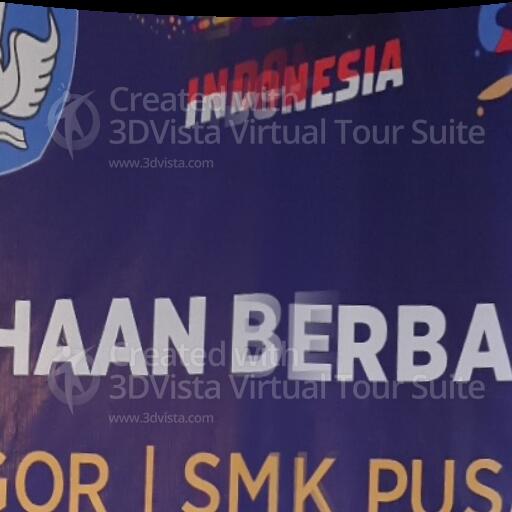 INDONESIA
Created with
3DVista Virtual Tour Suite
www.3dvista.com
HAAN BERBA
Created with
3DVista Virtual Tour Suite
www.3dvista.com
GOR | SMK PUSA